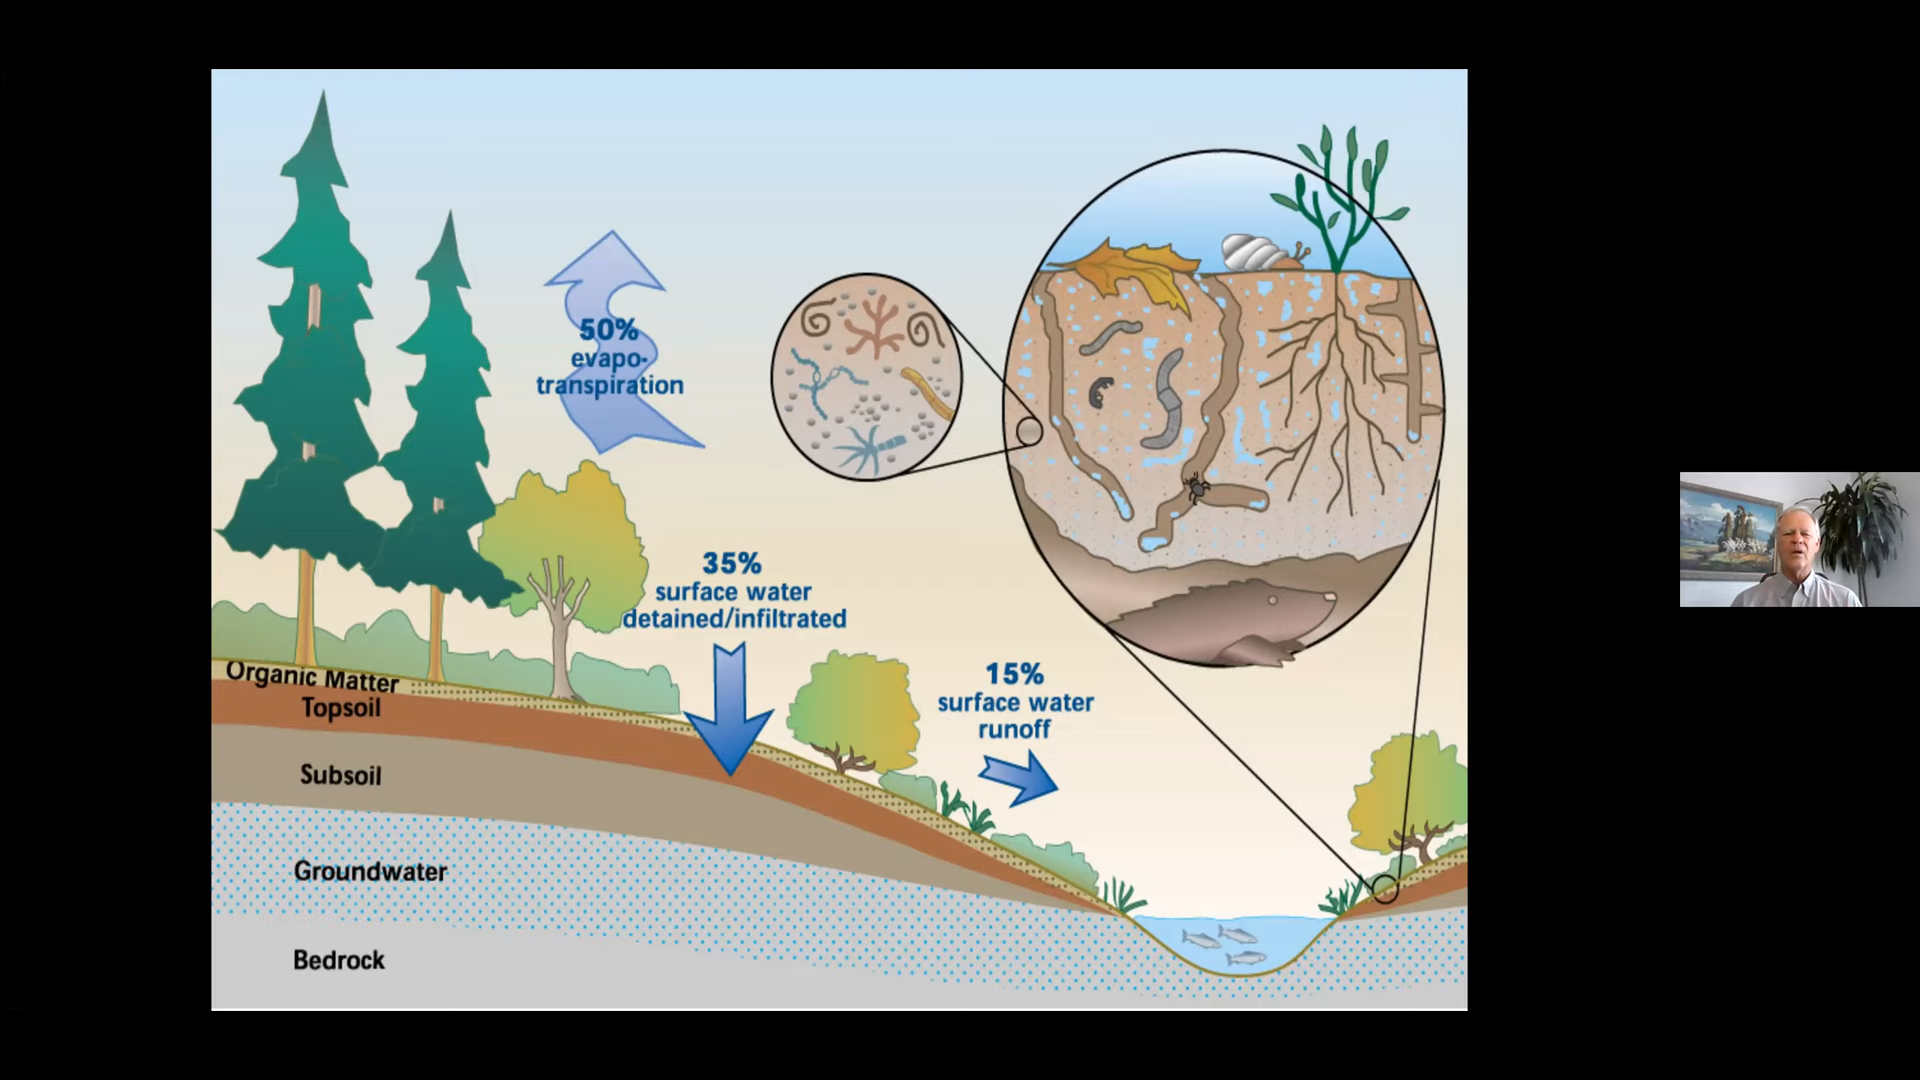 50%
evapo-
transpiration
35%
surface water
detained/infiltrated
15%
surface water
runoff
Organic Matter
Topsoil
Subsoil
Groundwater
Bedrock